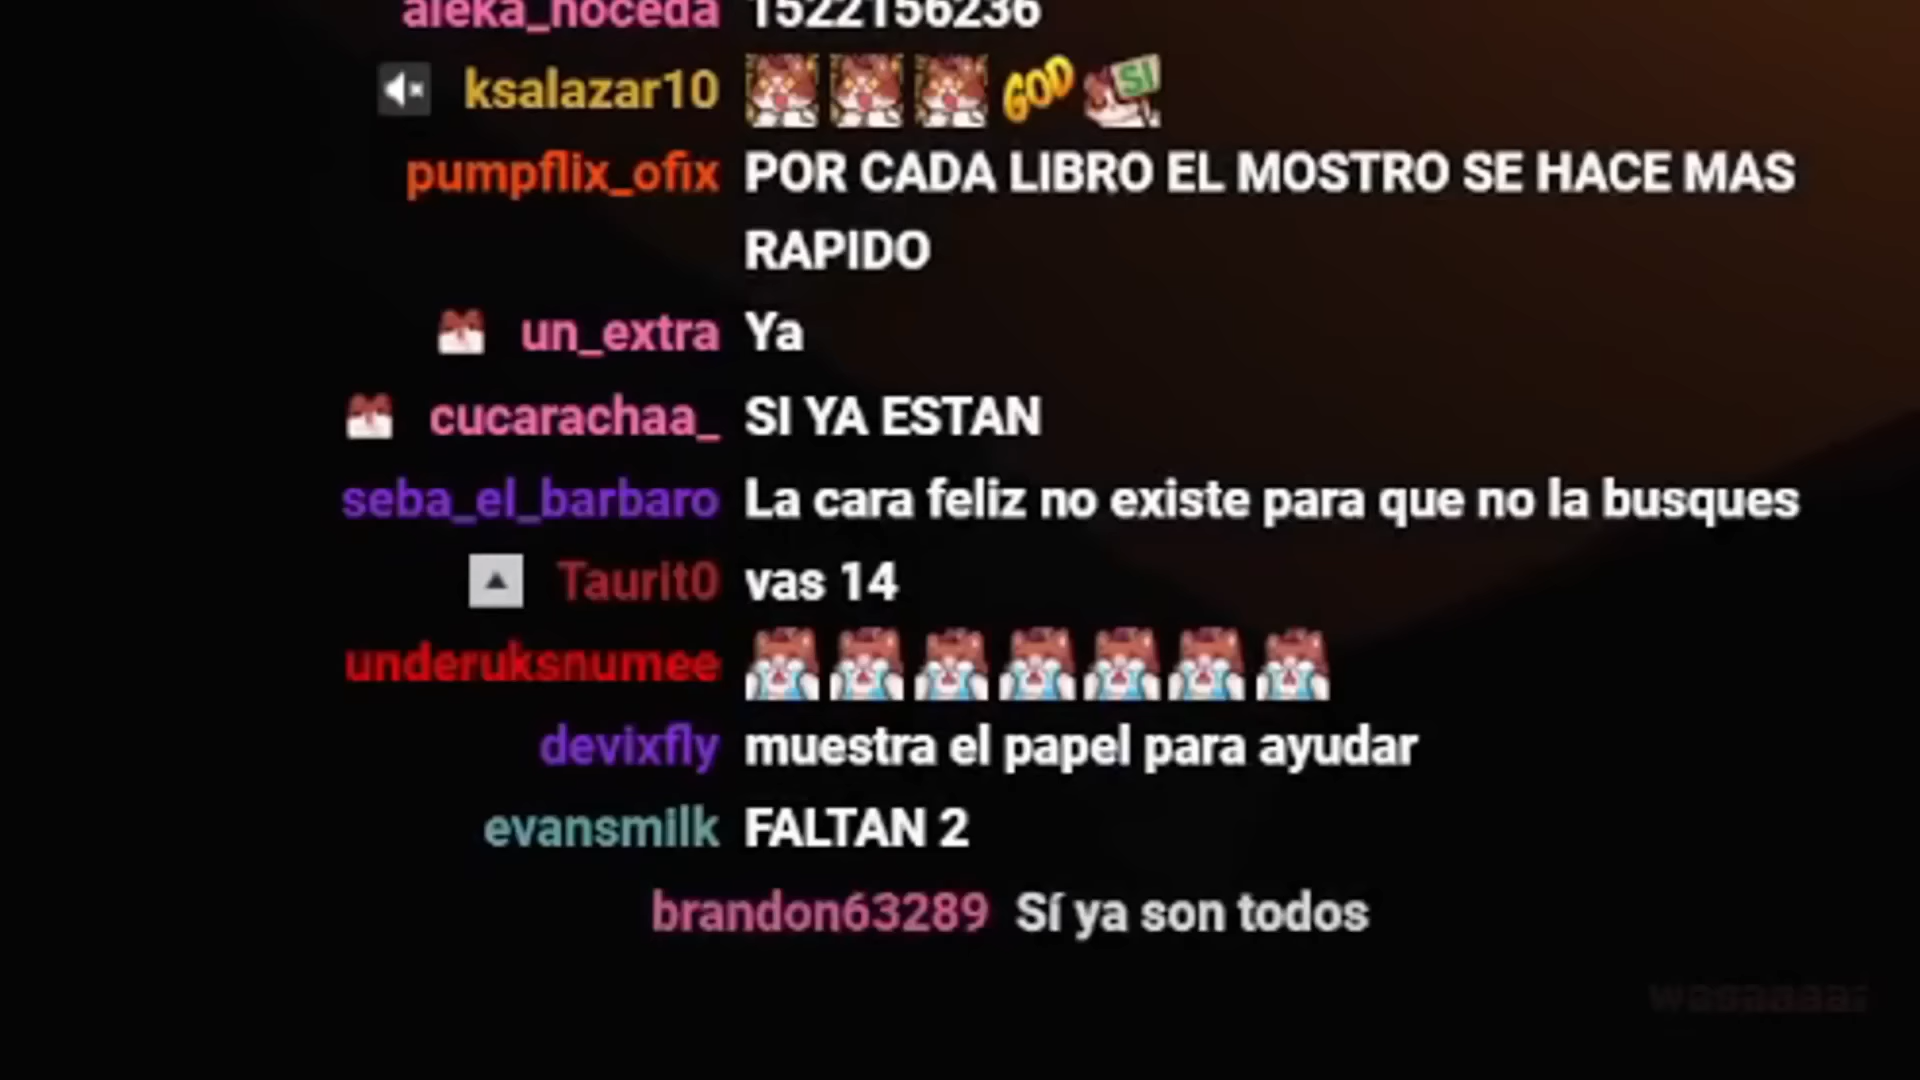 aleka_noceda 1522156236
ksalazar10 GOD SI
pumpflix_ofix POR CADA LIBRO EL MOSTRO SE HACE MAS
RAPIDO
un_extra Ya
cucarachaa_ SI YA ESTAN
seba_el_barbaro La cara feliz no existe para que no la busques
Taurit0 vas 14
underuksnumee
devixfly muestra el papel para ayudar
evansmilk FALTAN 2
brandon63289 Sí ya son todos